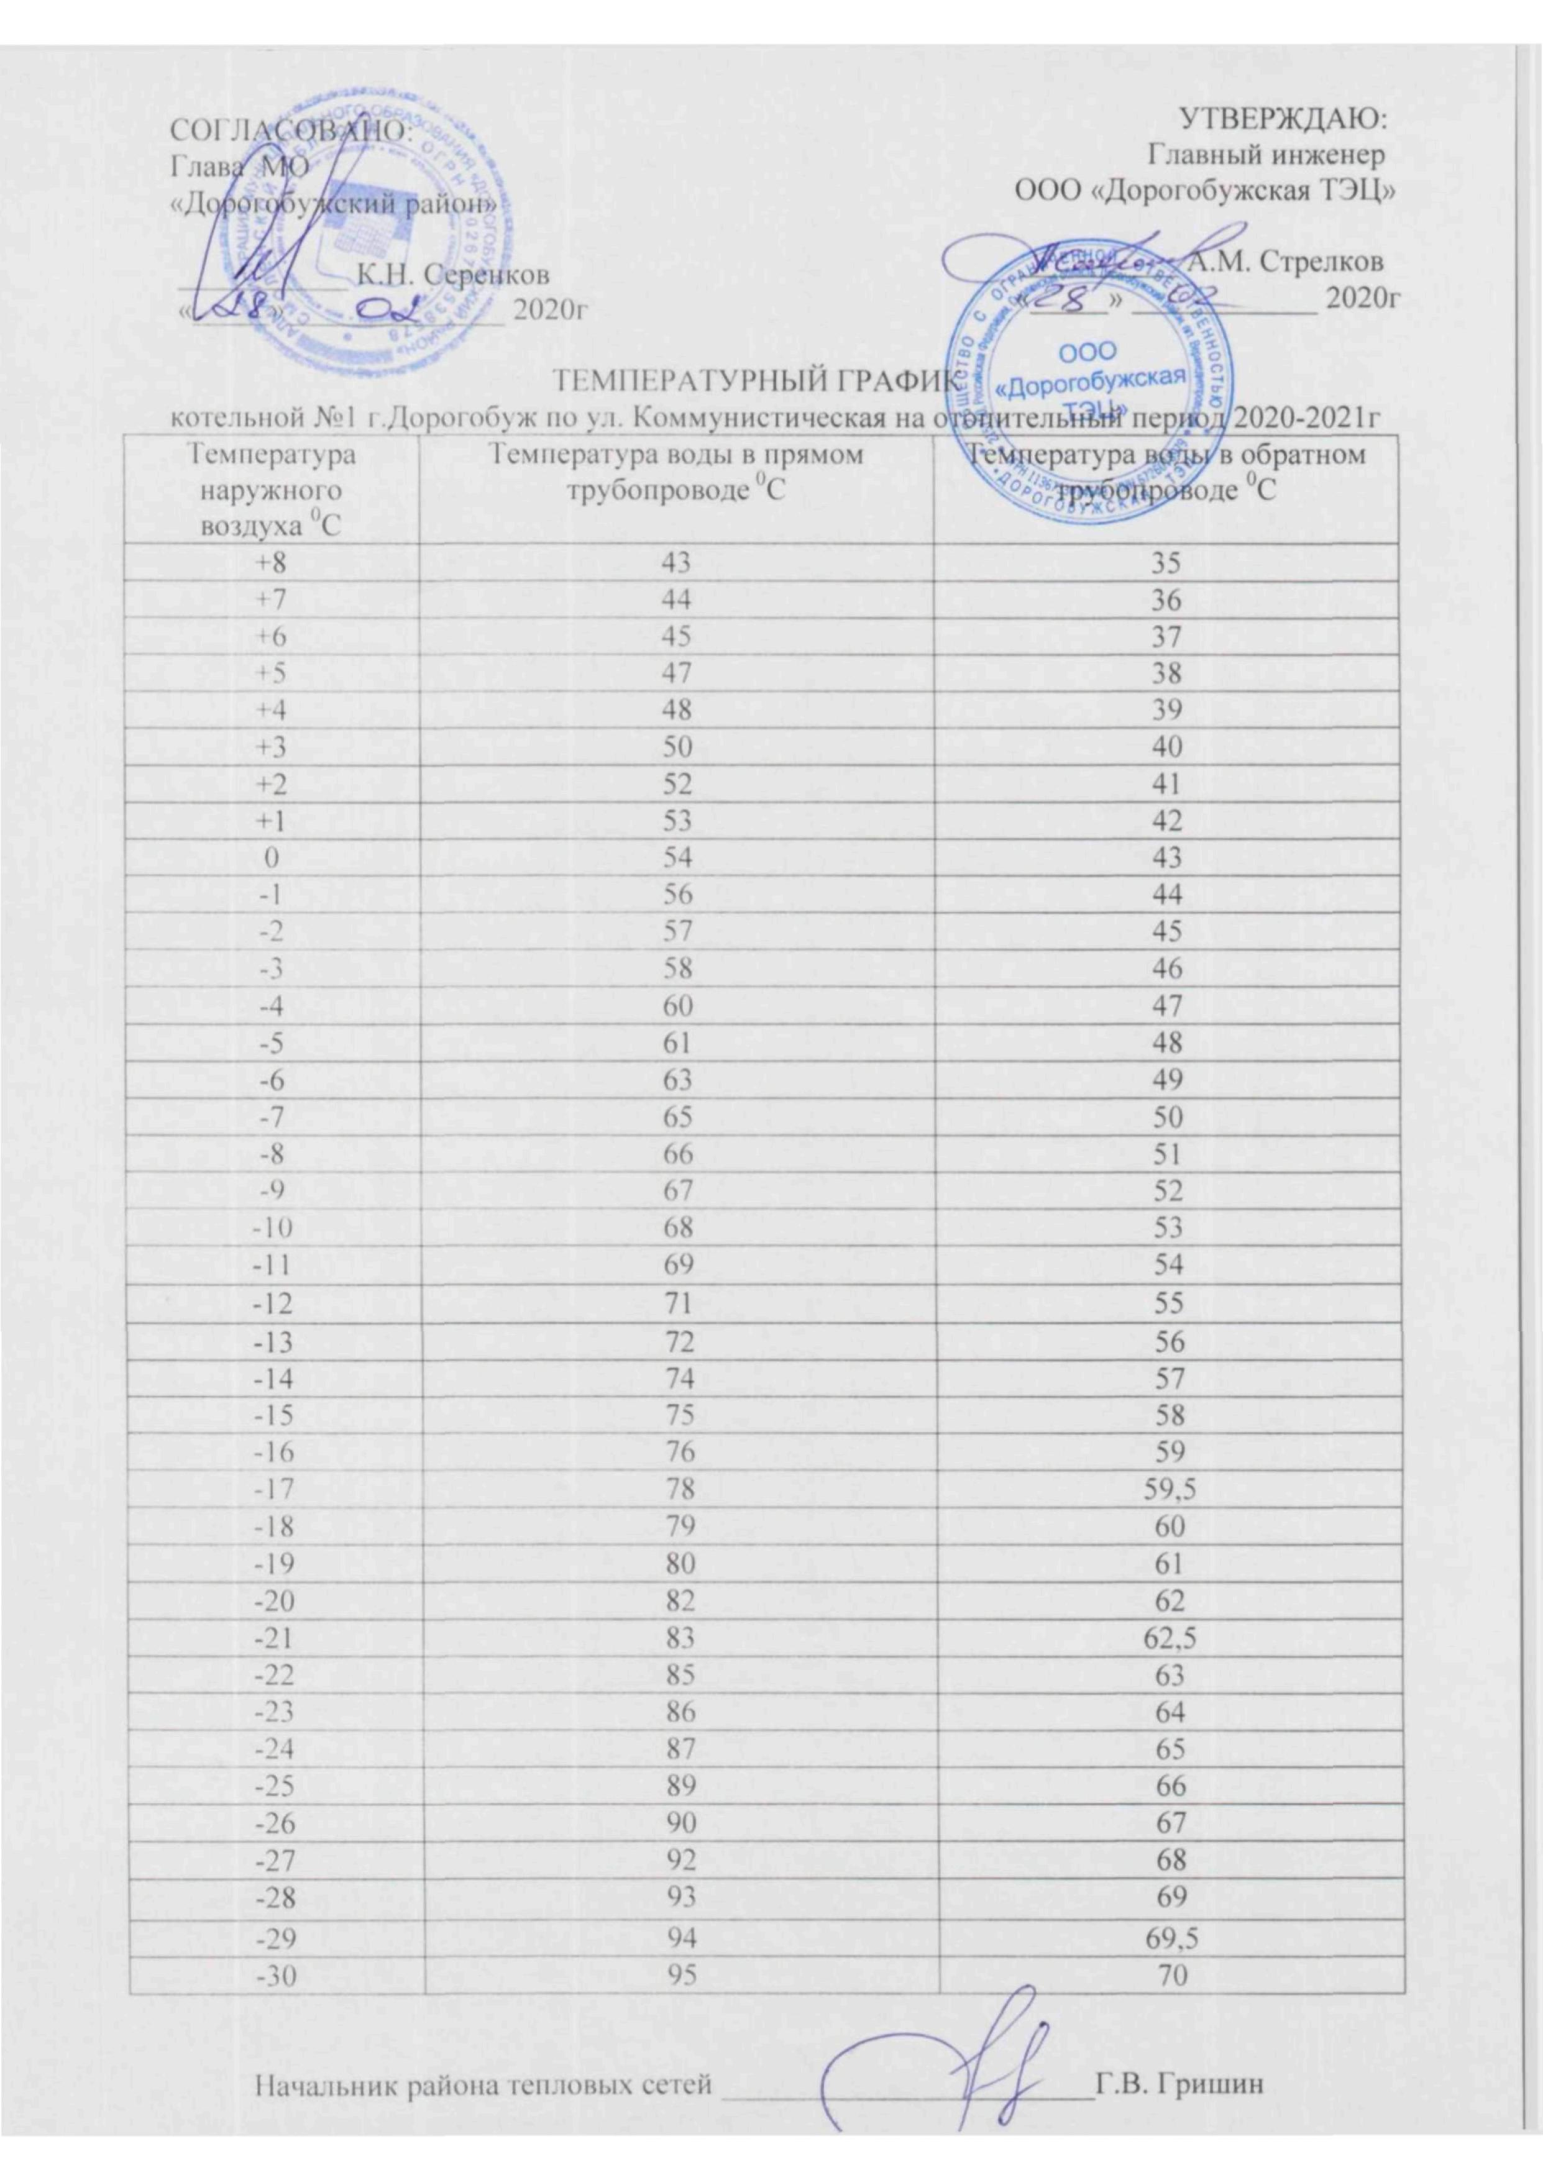 СОГЛАСОВАНО:
Глава МО
«Дорогобужский район»
К.Н. Серенков
«28» 02 2020г
УТВЕРЖДАЮ:
Главный инженер
ООО «Дорогобужская ТЭЦ»
А.М. Стрелков
«28» 02 2020г
ООО
«Дорогобужская
ТЭЦ»
ТЕМПЕРАТУРНЫЙ ГРАФИК
котельной №1 г.Дорогобуж по ул. Коммунистическая на отопительный период 2020-2021г
Температура наружного воздуха ⁰С | Температура воды в прямом трубопроводе ⁰С | Температура воды в обратном трубопроводе ⁰С
+8 43 35
+7 44 36
+6 45 37
+5 47 38
+4 48 39
+3 50 40
+2 52 41
+1 53 42
0 54 43
-1 56 44
-2 57 45
-3 58 46
-4 60 47
-5 61 48
-6 63 49
-7 65 50
-8 66 51
-9 67 52
-10 68 53
-11 69 54
-12 71 55
-13 72 56
-14 74 57
-15 75 58
-16 76 59
-17 78 59,5
-18 79 60
-19 80 61
-20 82 62
-21 83 62,5
-22 85 63
-23 86 64
-24 87 65
-25 89 66
-26 90 67
-27 92 68
-28 93 69
-29 94 69,5
-30 95 70
Начальник района тепловых сетей Г.В. Гришин